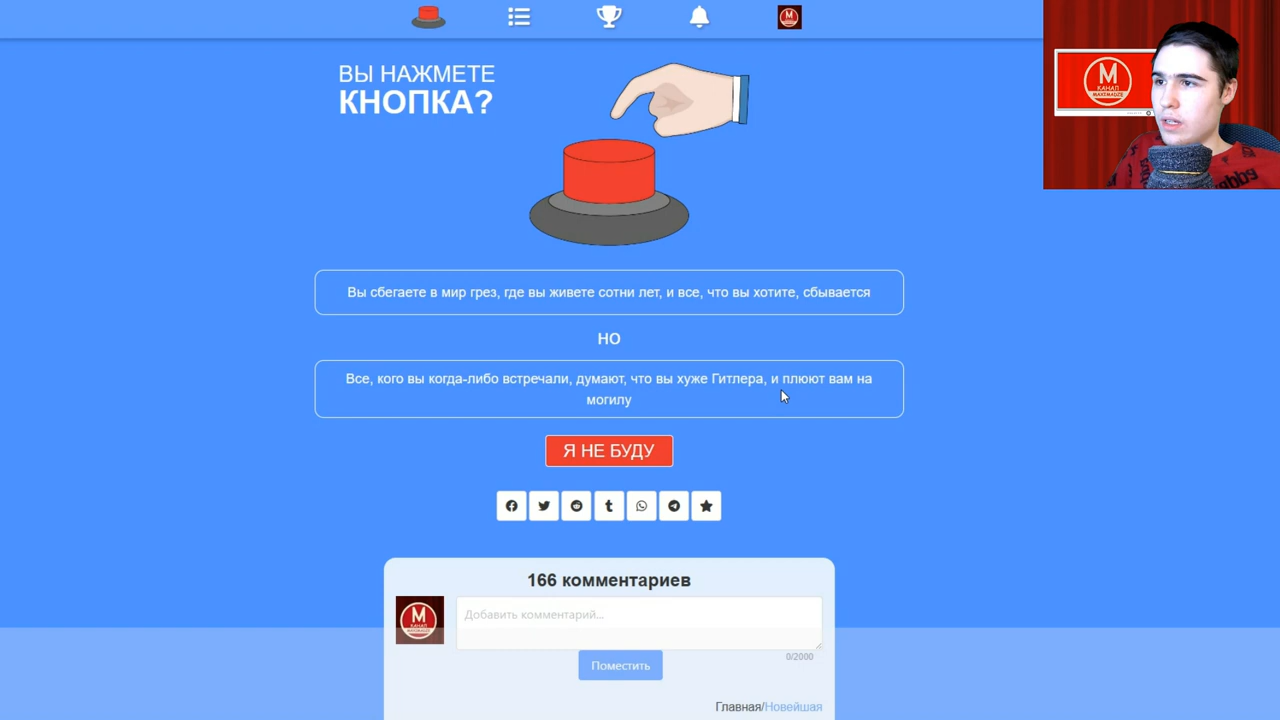 ВЫ НАЖМЕТЕ
КНОПКА?
М
КАНАЛ
Вы сбегаете в мир грез, где вы живете сотни лет, и все, что вы хотите, сбывается
НО
Все, кого вы когда-либо встречали, думают, что вы хуже Гитлера, и плюют вам на
могилу
Я НЕ БУДУ
166 комментариев
М
Добавить комментарий...
0/2000
Поместить
Главная/Новейшая